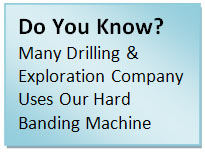 Do You Know?
Many Drilling &
Exploration Company
Uses Our Hard
Banding Machine